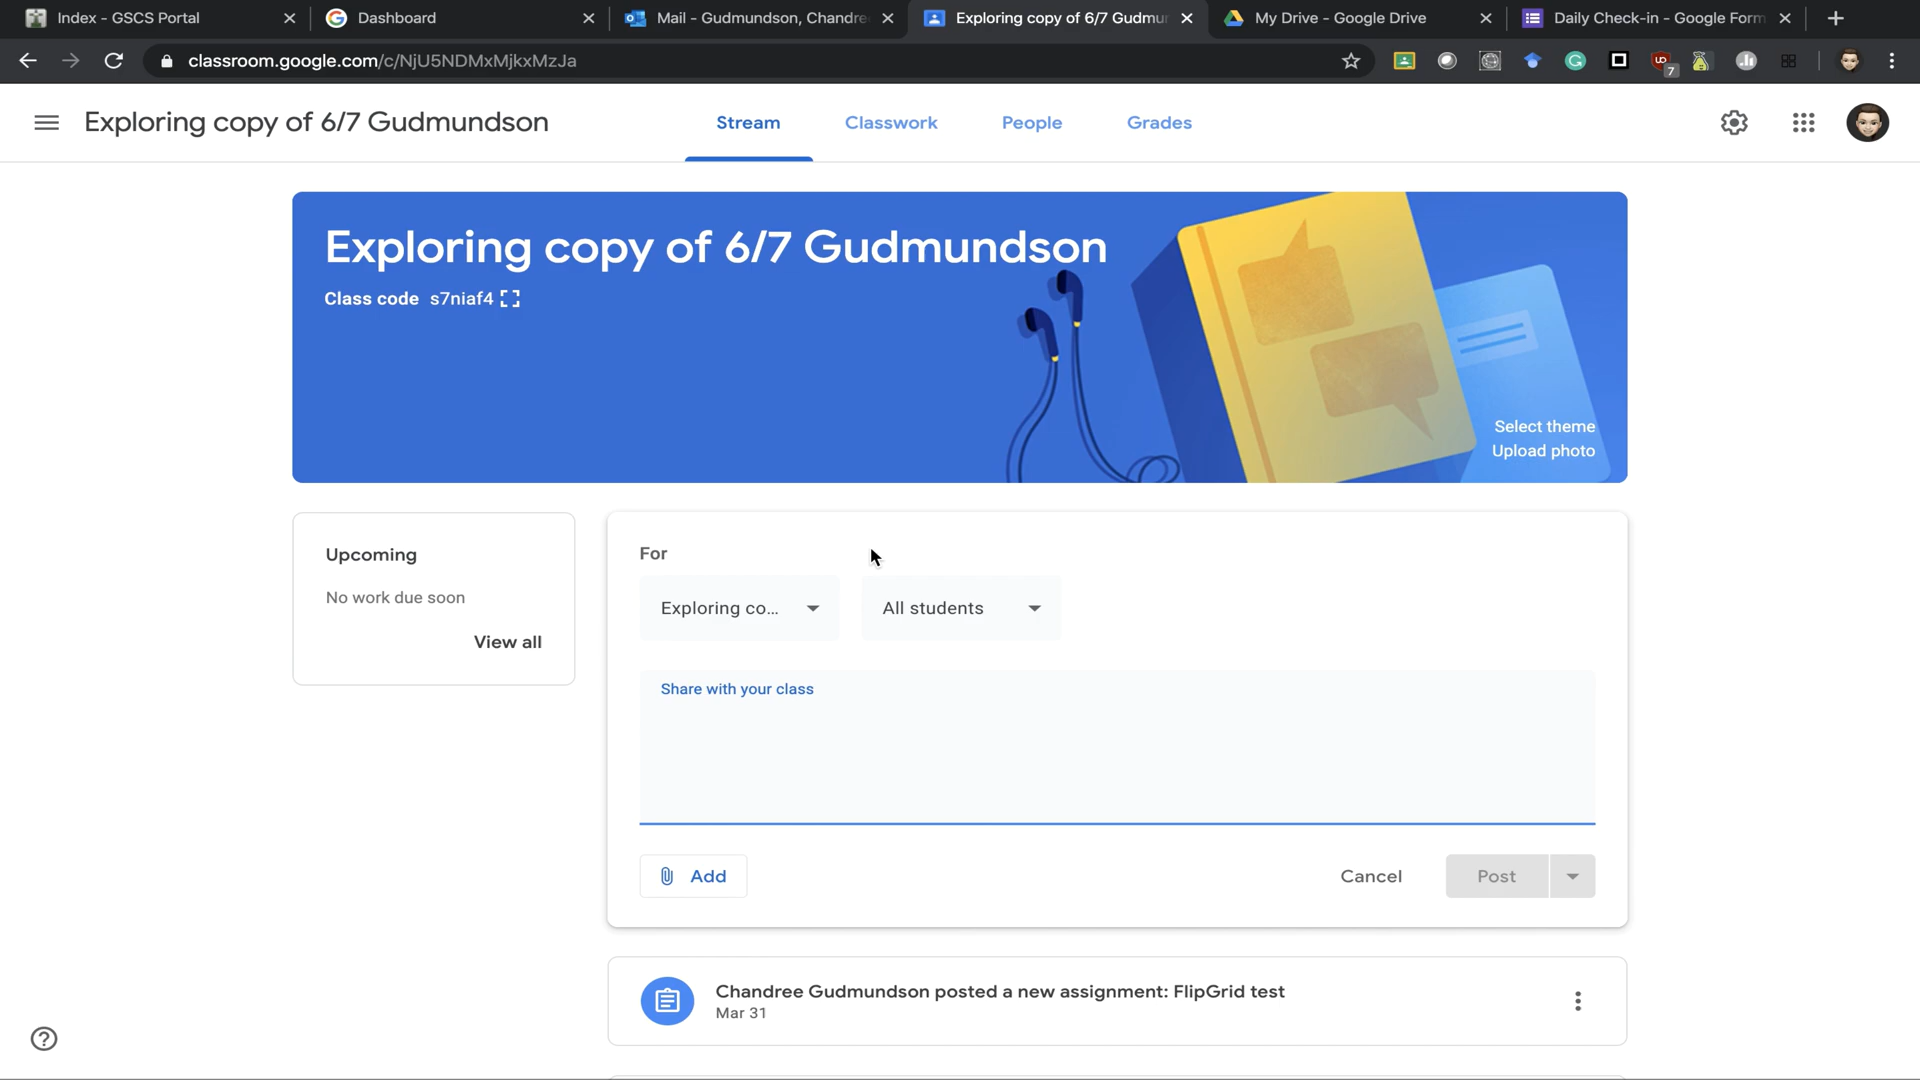 Index - GSCS Portal
Dashboard
Mail - Gudmundson, Chandre
Exploring copy of 6/7 Gudmu
My Drive - Google Drive
Daily Check-in - Google Form
classroom.google.com/c/NjU5NDMxMjkxMzJa
7
Exploring copy of 6/7 Gudmundson
Stream
Classwork
People
Grades
Exploring copy of 6/7 Gudmundson
Class code s7niaf4
Select theme
Upload photo
Upcoming
No work due soon
View all
For
Exploring co...
All students
Share with your class
Add
Cancel
Post
Chandree Gudmundson posted a new assignment: FlipGrid test
Mar 31